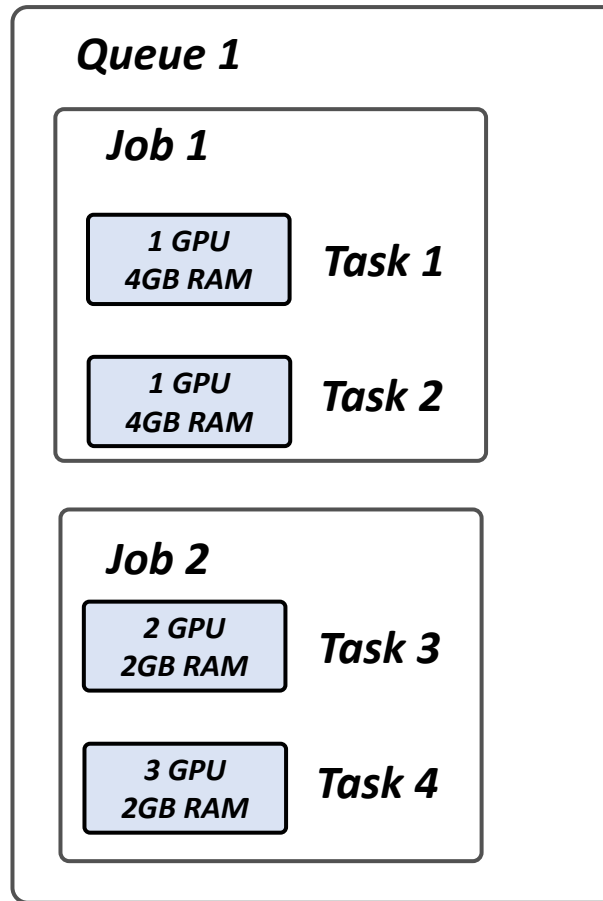 Queue 1
Job 1
1 GPU
4GB RAM
Task 1
1 GPU
4GB RAM
Task 2
Job 2
2 GPU
2GB RAM
Task 3
3 GPU
2GB RAM
Task 4